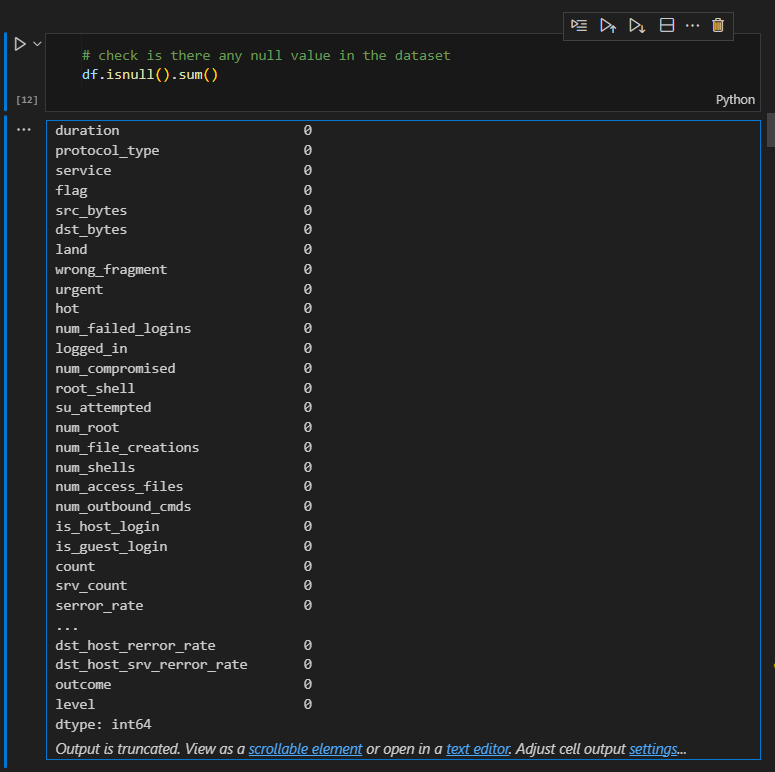 # check is there any null value in the dataset
df.isnull().sum()
[12]
Python
...
duration 0
protocol_type 0
service 0
flag 0
src_bytes 0
dst_bytes 0
land 0
wrong_fragment 0
urgent 0
hot 0
num_failed_logins 0
logged_in 0
num_compromised 0
root_shell 0
su_attempted 0
num_root 0
num_file_creations 0
num_shells 0
num_access_files 0
num_outbound_cmds 0
is_host_login 0
is_guest_login 0
count 0
srv_count 0
serror_rate 0
...
dst_host_rerror_rate 0
dst_host_srv_rerror_rate 0
outcome 0
level 0
dtype: int64
Output is truncated. View as a scrollable element or open in a text editor. Adjust cell output settings...